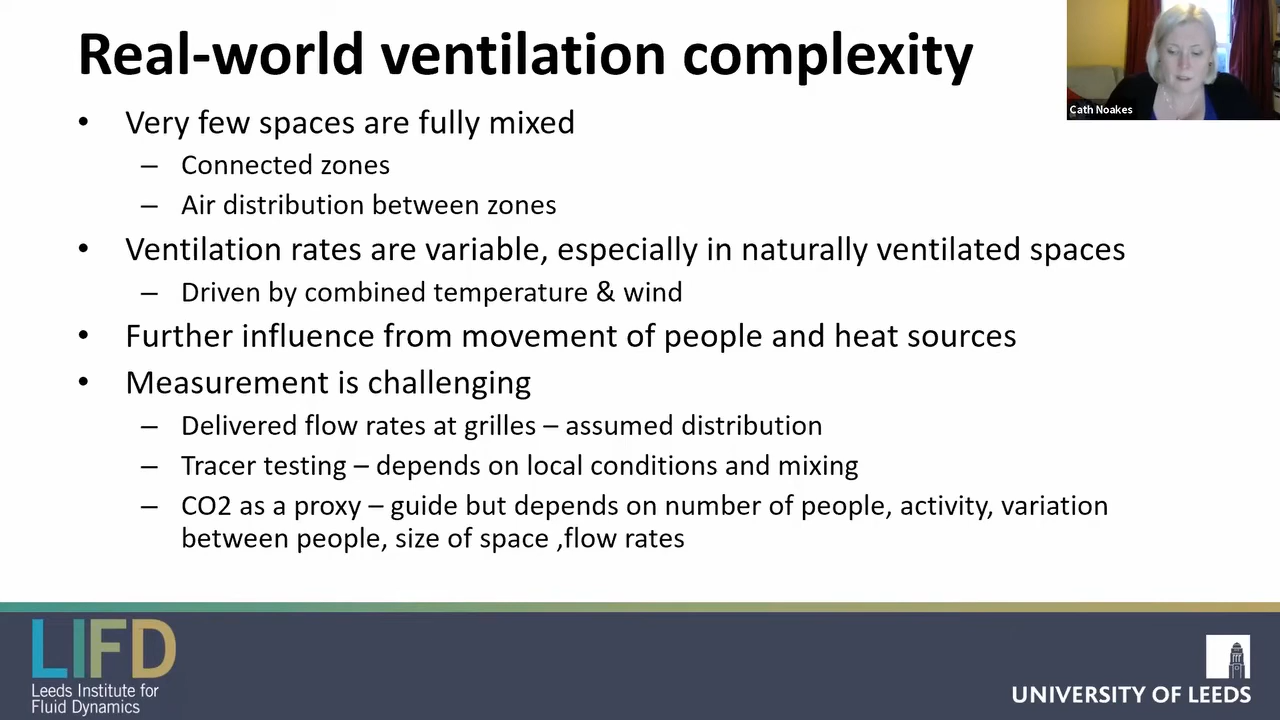 Real-world ventilation complexity
Cath Noakes
• Very few spaces are fully mixed
– Connected zones
– Air distribution between zones
• Ventilation rates are variable, especially in naturally ventilated spaces
– Driven by combined temperature & wind
• Further influence from movement of people and heat sources
• Measurement is challenging
– Delivered flow rates at grilles – assumed distribution
– Tracer testing – depends on local conditions and mixing
– CO2 as a proxy – guide but depends on number of people, activity, variation
between people, size of space ,flow rates
LIFD
Leeds Institute for
Fluid Dynamics
UNIVERSITY OF LEEDS